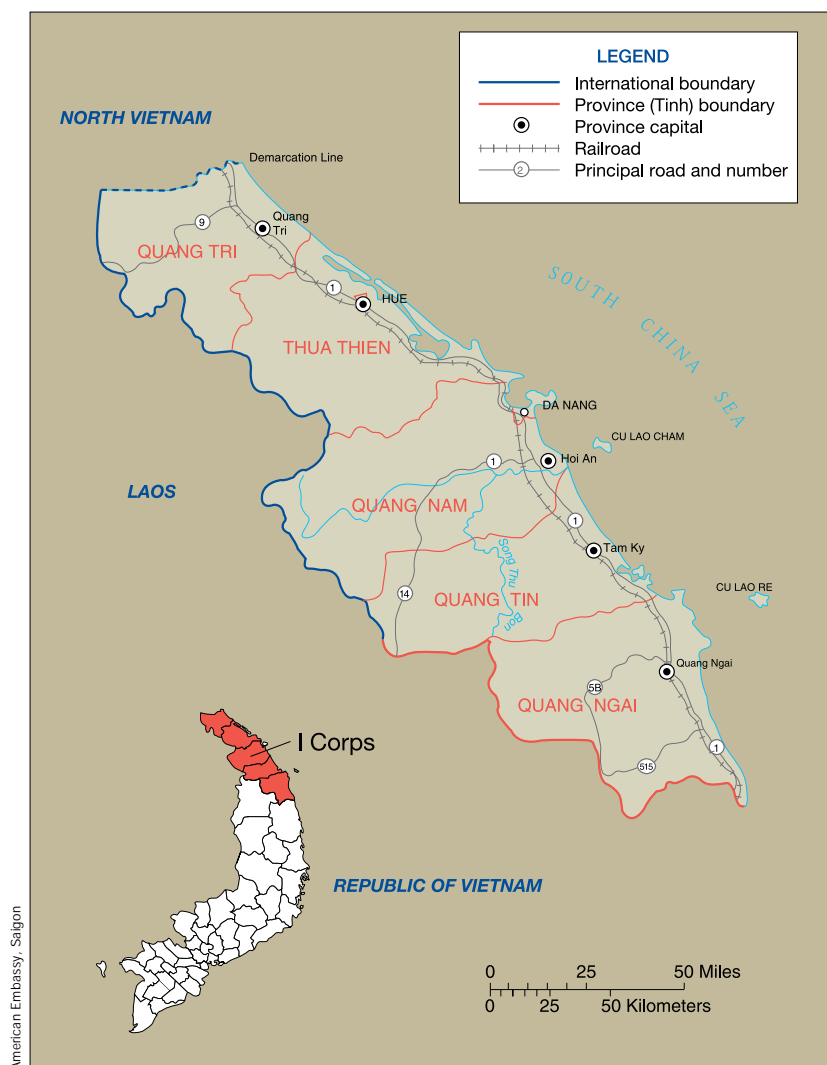 LEGEND
International boundary
Province (Tinh) boundary
Province capital
Railroad
2
Principal road and number
NORTH VIETNAM
Demarcation Line
9
Quang
Tri
QUANG TRI
1
HUE
THUA THIEN
SOUTH CHINA SEA
DA NANG
CU LAO CHAM
1
Hoi An
LAOS
QUANG NAM
1
Song Thu
Bon
Tam Ky
14
QUANG TIN
CU LAO RE
Quang Ngai
5B
QUANG NGAI
1
515
I Corps
REPUBLIC OF VIETNAM
0 25 50 Miles
0 25 50 Kilometers
American Embassy, Saigon